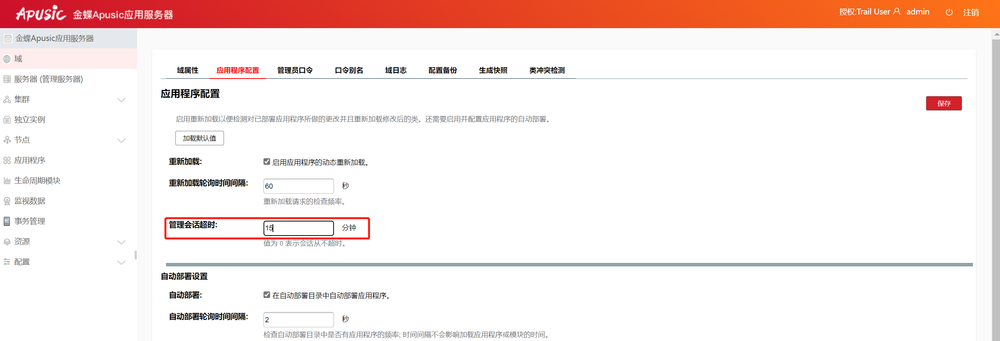 APUSIC 金蝶Apusic应用服务器
授权:Trail User admin 注销
金蝶Apusic应用服务器
域
服务器 (管理服务器)
集群
独立实例
节点
应用程序
生命周期模块
监视数据
事务管理
资源
配置
域属性 应用程序配置 管理员口令 口令别名 域日志 配置备份 生成快照 类冲突检测
应用程序配置
保存
启用重新加载以便检测对已部署应用程序所做的更改并且重新加载修改后的类。还需要启用并配置应用程序的自动部署。
加载默认值
重新加载: 启用应用程序的动态重新加载。
重新加载轮询时间间隔: 60 秒
重新加载请求的检查频率。
管理会话超时: 15 分钟
值为 0 表示会话从不超时。
自动部署设置
自动部署: 在自动部署目录中自动部署应用程序。
自动部署轮询时间间隔: 2 秒
检查自动部署目录中是否有应用程序的频率; 时间间隔不会影响加载应用程序或模块的时间。